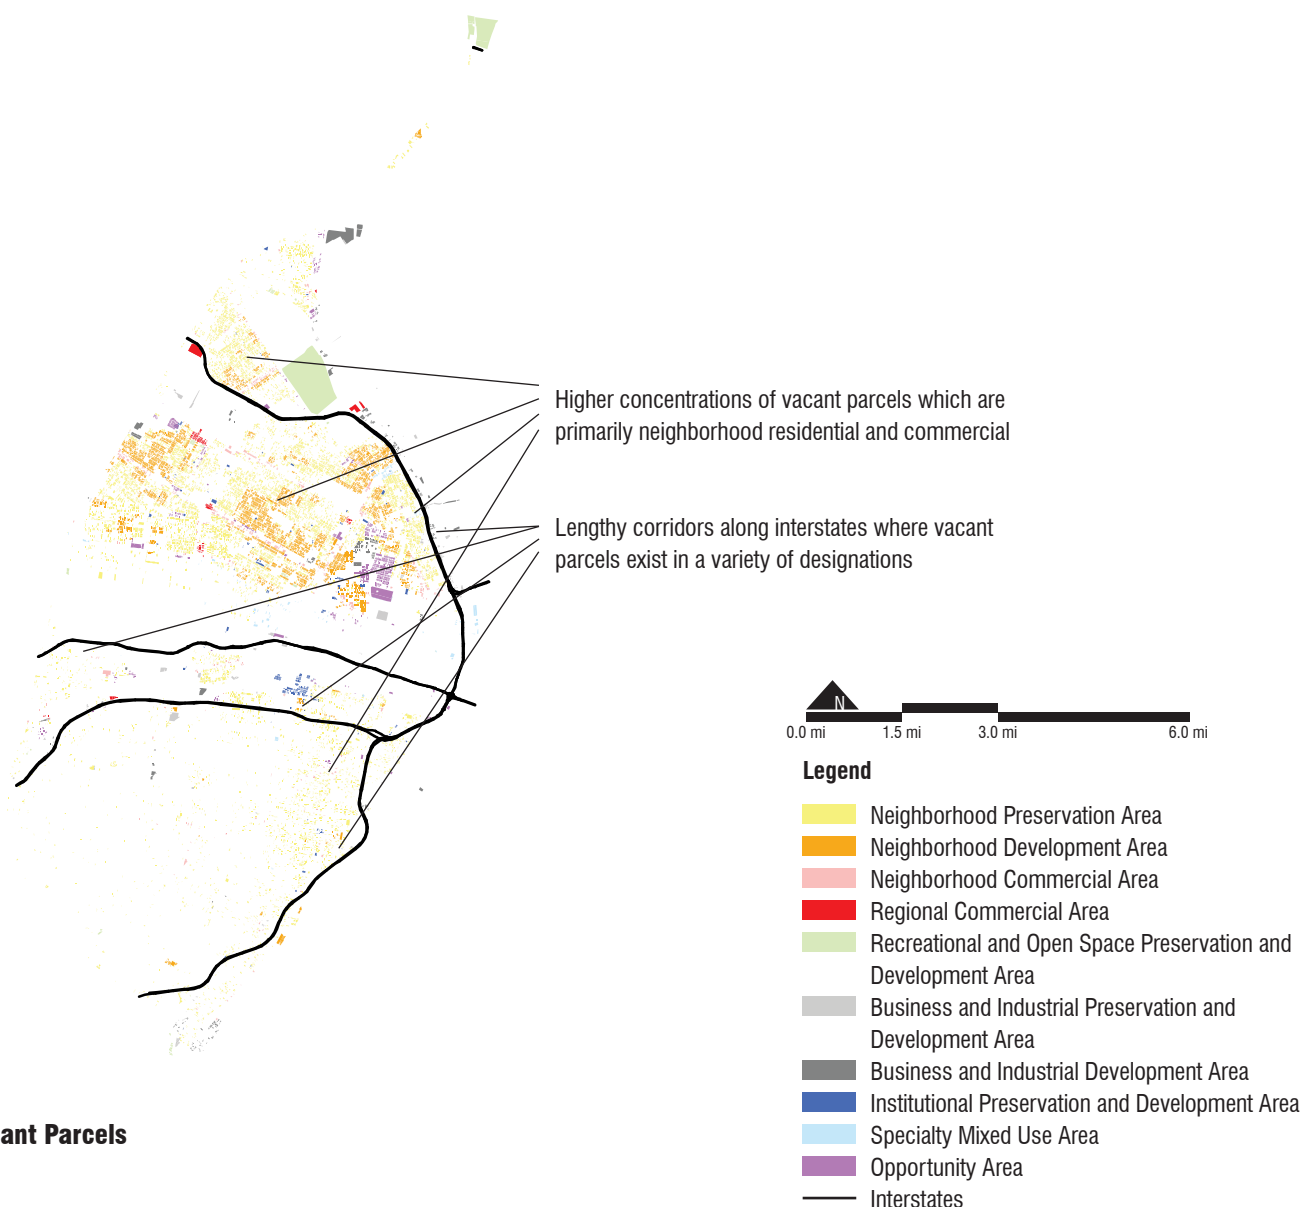 Higher concentrations of vacant parcels which are
primarily neighborhood residential and commercial
Lengthy corridors along interstates where vacant
parcels exist in a variety of designations
N
0.0 mi 1.5 mi 3.0 mi 6.0 mi
Legend
Neighborhood Preservation Area
Neighborhood Development Area
Neighborhood Commercial Area
Regional Commercial Area
Recreational and Open Space Preservation and
Development Area
Business and Industrial Preservation and
Development Area
Business and Industrial Development Area
Institutional Preservation and Development Area
Specialty Mixed Use Area
Opportunity Area
Interstates
ant Parcels